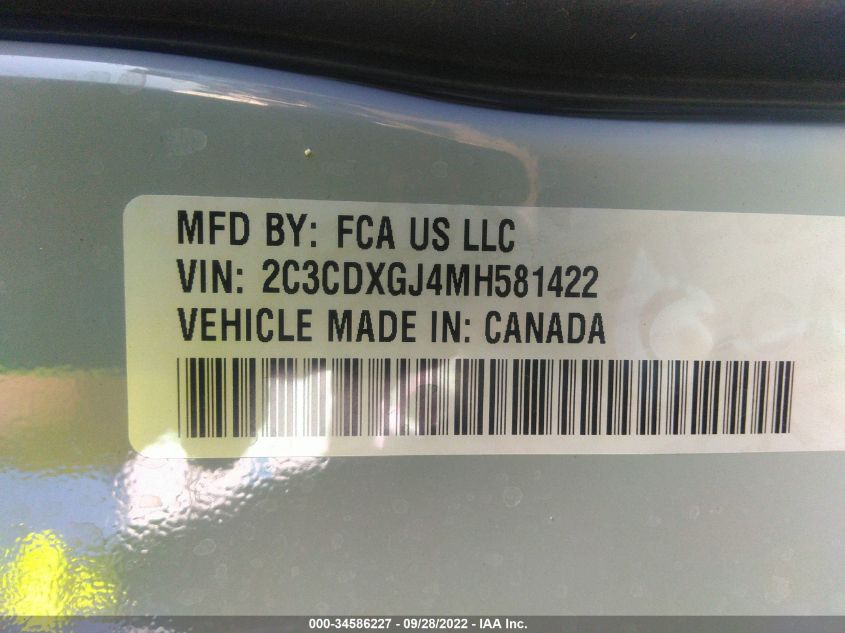 MFD BY: FCA US LLC
VIN: 2C3CDXGJ4MH581422
VEHICLE MADE IN: CANADA
000-34586227 - 09/28/2022 - IAA Inc.